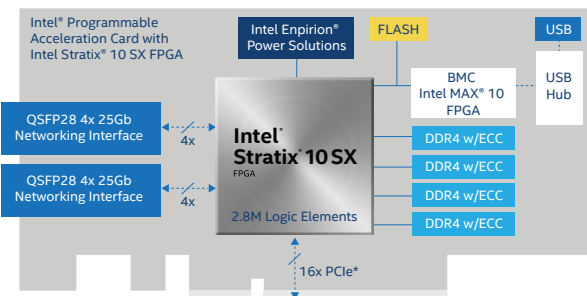 Intel® Programmable
Acceleration Card with
Intel Stratix® 10 SX FPGA
Intel Enpirion®
Power Solutions
FLASH
USB
BMC
Intel MAX® 10
FPGA
USB
Hub
QSFP28 4x 25Gb
Networking Interface
4x
QSFP28 4x 25Gb
Networking Interface
4x
Intel®
Stratix® 10 SX
FPGA
2.8M Logic Elements
DDR4 w/ECC
DDR4 w/ECC
DDR4 w/ECC
DDR4 w/ECC
16x PCIe*